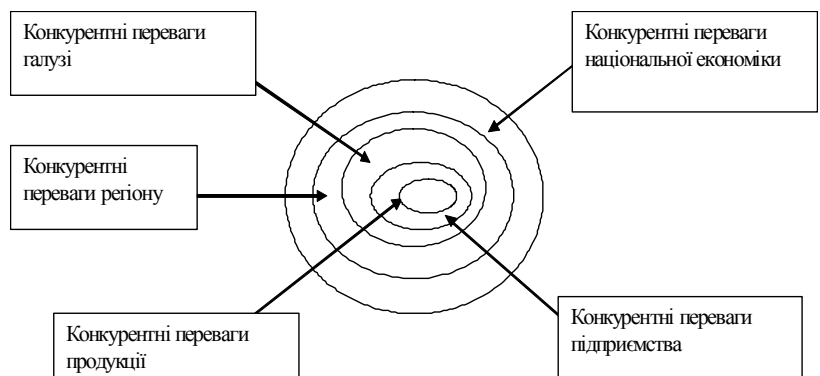 Конкурентні переваги
галузі
Конкурентні переваги
національної економіки
Конкурентні
переваги регіону
Конкурентні переваги
продукції
Конкурентні переваги
підприємства